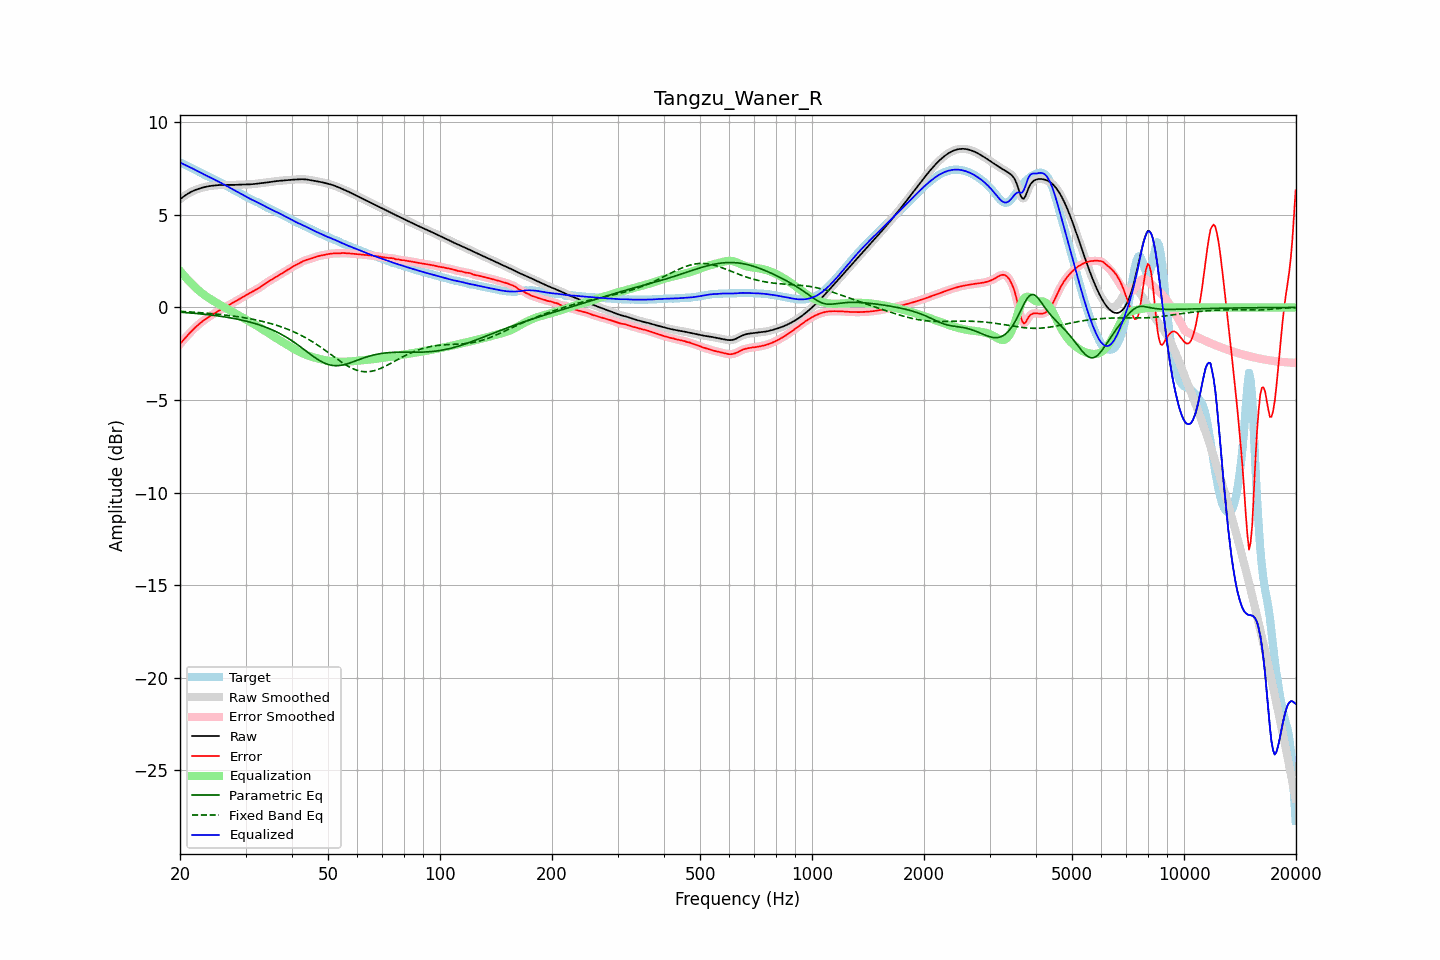 Tangzu_Waner_R
10
5
0
−5
−10
−15
−20
−25
Amplitude (dBr)
Target
Raw Smoothed
Error Smoothed
Raw
Error
Equalization
Parametric Eq
Fixed Band Eq
Equalized
20 50 100 200 500 1000 2000 5000 10000 20000
Frequency (Hz)